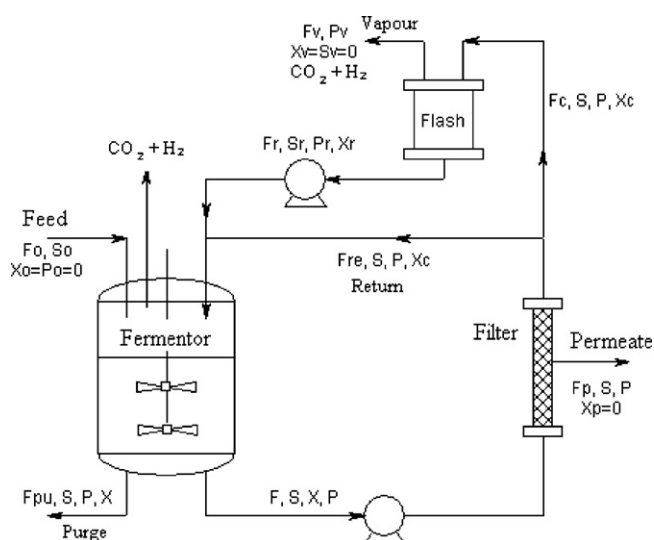 Fv, Pv
Vapour
Xv=Sv=0
CO₂+H₂
Flash
Fc, S, P, Xc
CO₂+H₂
Fr, Sr, Pr, Xr
Feed
Fo, So
Xo=Po=0
Fre, S, P, Xc
Return
Fermentor
Filter
Permeate
Fp, S, P
Xp=0
Fpu, S, P, X
Purge
F, S, X, P